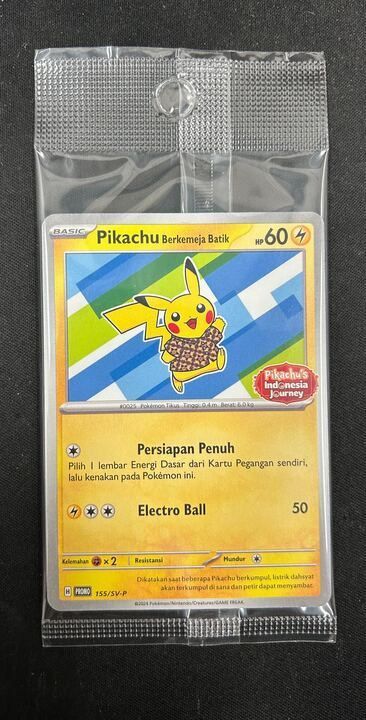 BASIC Pikachu Berkemeja Batik HP 60
Pikachu's
Indonesia
Journey
#0025 Pokémon Tikus Tinggi: 0.4 m Berat: 6.0 kg
Persiapan Penuh
Pilih 1 lembar Energi Dasar dari Kartu Pegangan sendiri,
lalu kenakan pada Pokémon ini.
Electro Ball 50
Kelemahan ×2 Resistansi Mundur
Dikatakan saat beberapa Pikachu berkumpul, listrik dahsyat
akan terkumpul di sana dan petir dapat menyambar.
H PROMO 155/SV-P
©2024 Pokémon/Nintendo/Creatures/GAME FREAK.